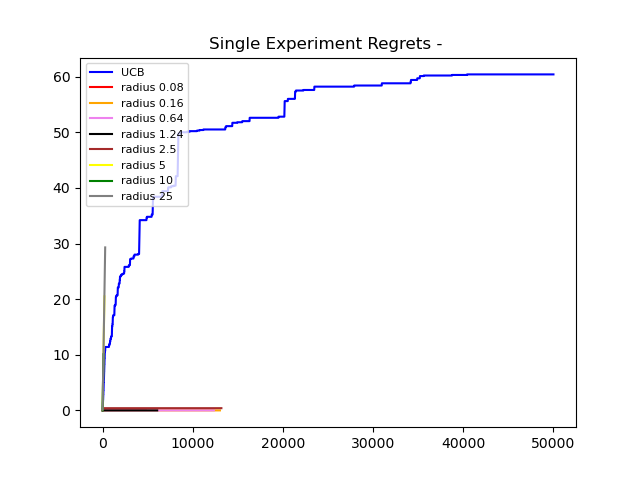 Single Experiment Regrets -
60
50
40
30
20
10
0
UCB
radius 0.08
radius 0.16
radius 0.64
radius 1.24
radius 2.5
radius 5
radius 10
radius 25
0 10000 20000 30000 40000 50000